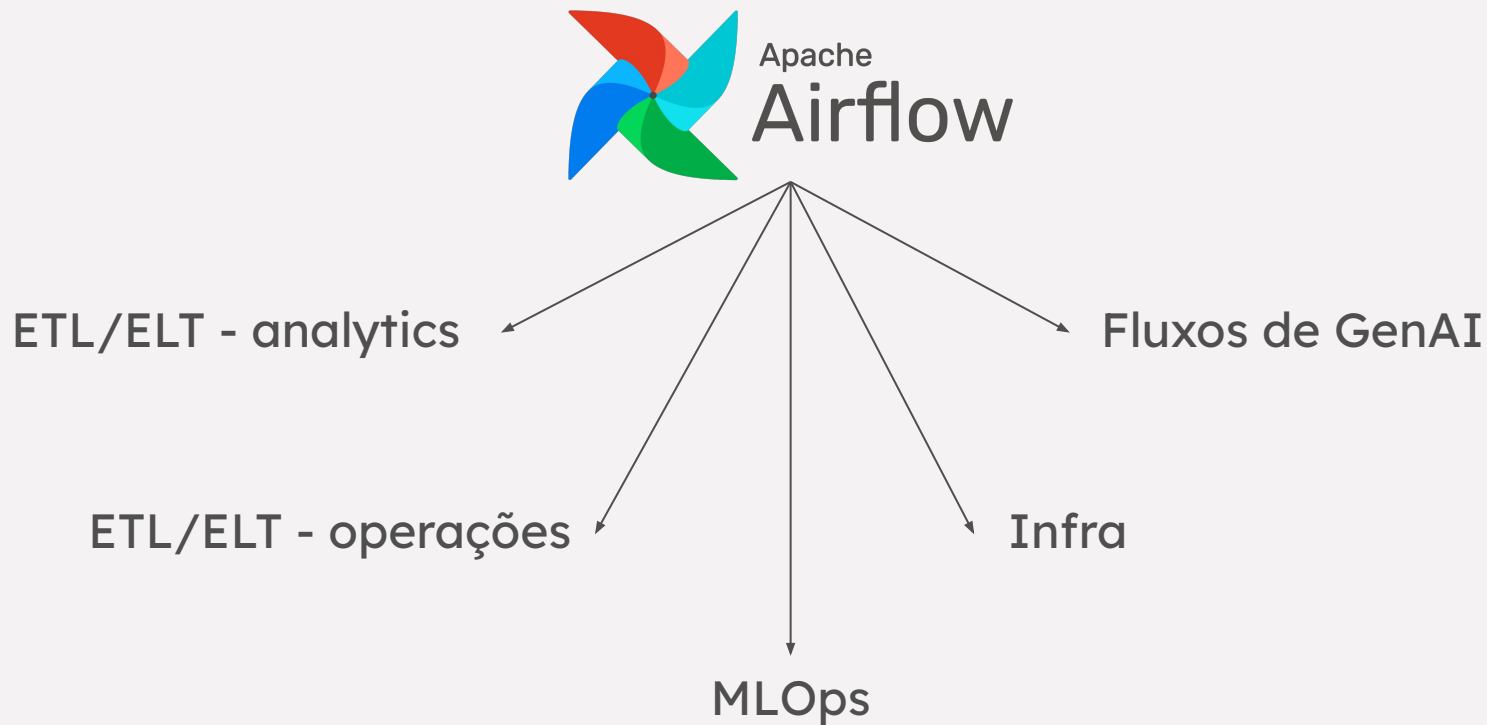 Apache
Airflow
ETL/ELT - analytics
Fluxos de GenAI
ETL/ELT - operações
Infra
MLOps